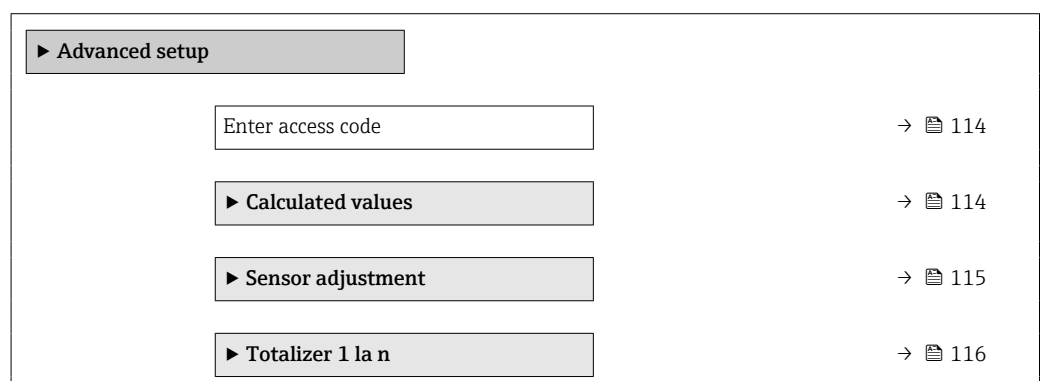 ▶ Advanced setup
Enter access code → 114
▶ Calculated values → 114
▶ Sensor adjustment → 115
▶ Totalizer 1 la n → 116